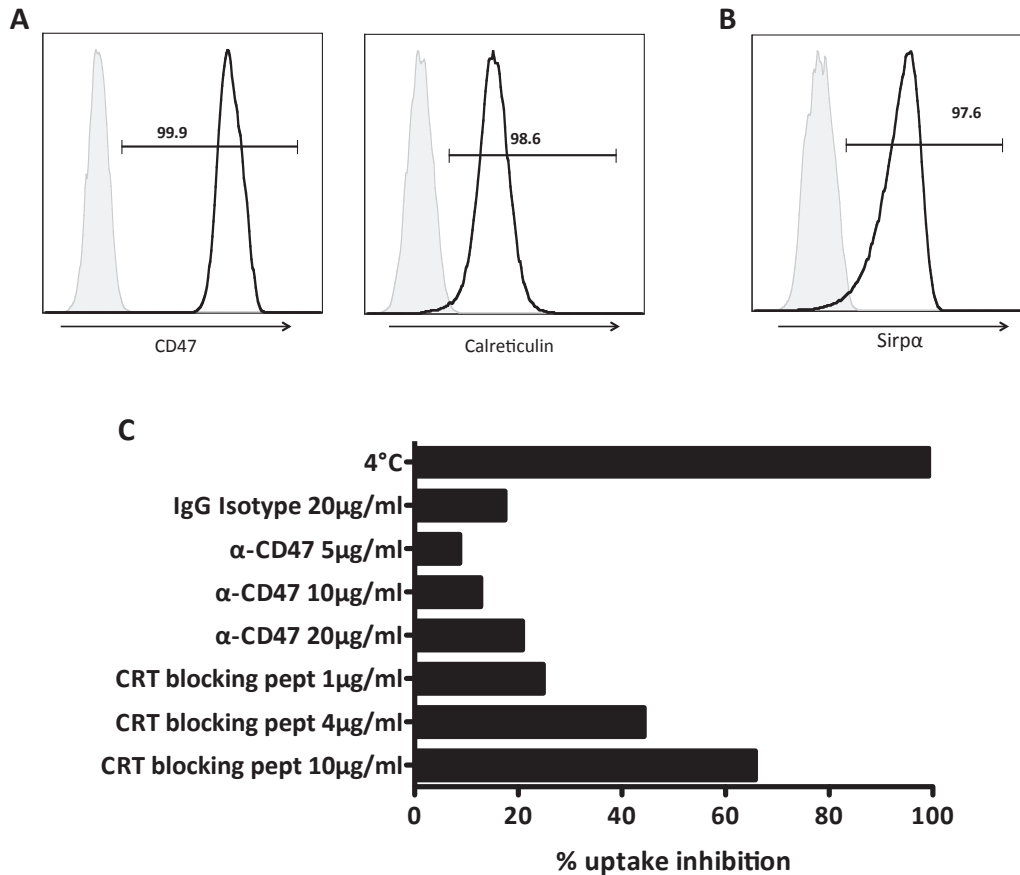 A
99.9
CD47
98.6
Calreticulin
B
97.6
Sirpα
C
4°C
IgG Isotype 20µg/ml
α-CD47 5µg/ml
α-CD47 10µg/ml
α-CD47 20µg/ml
CRT blocking pept 1µg/ml
CRT blocking pept 4µg/ml
CRT blocking pept 10µg/ml
0 20 40 60 80 100
% uptake inhibition